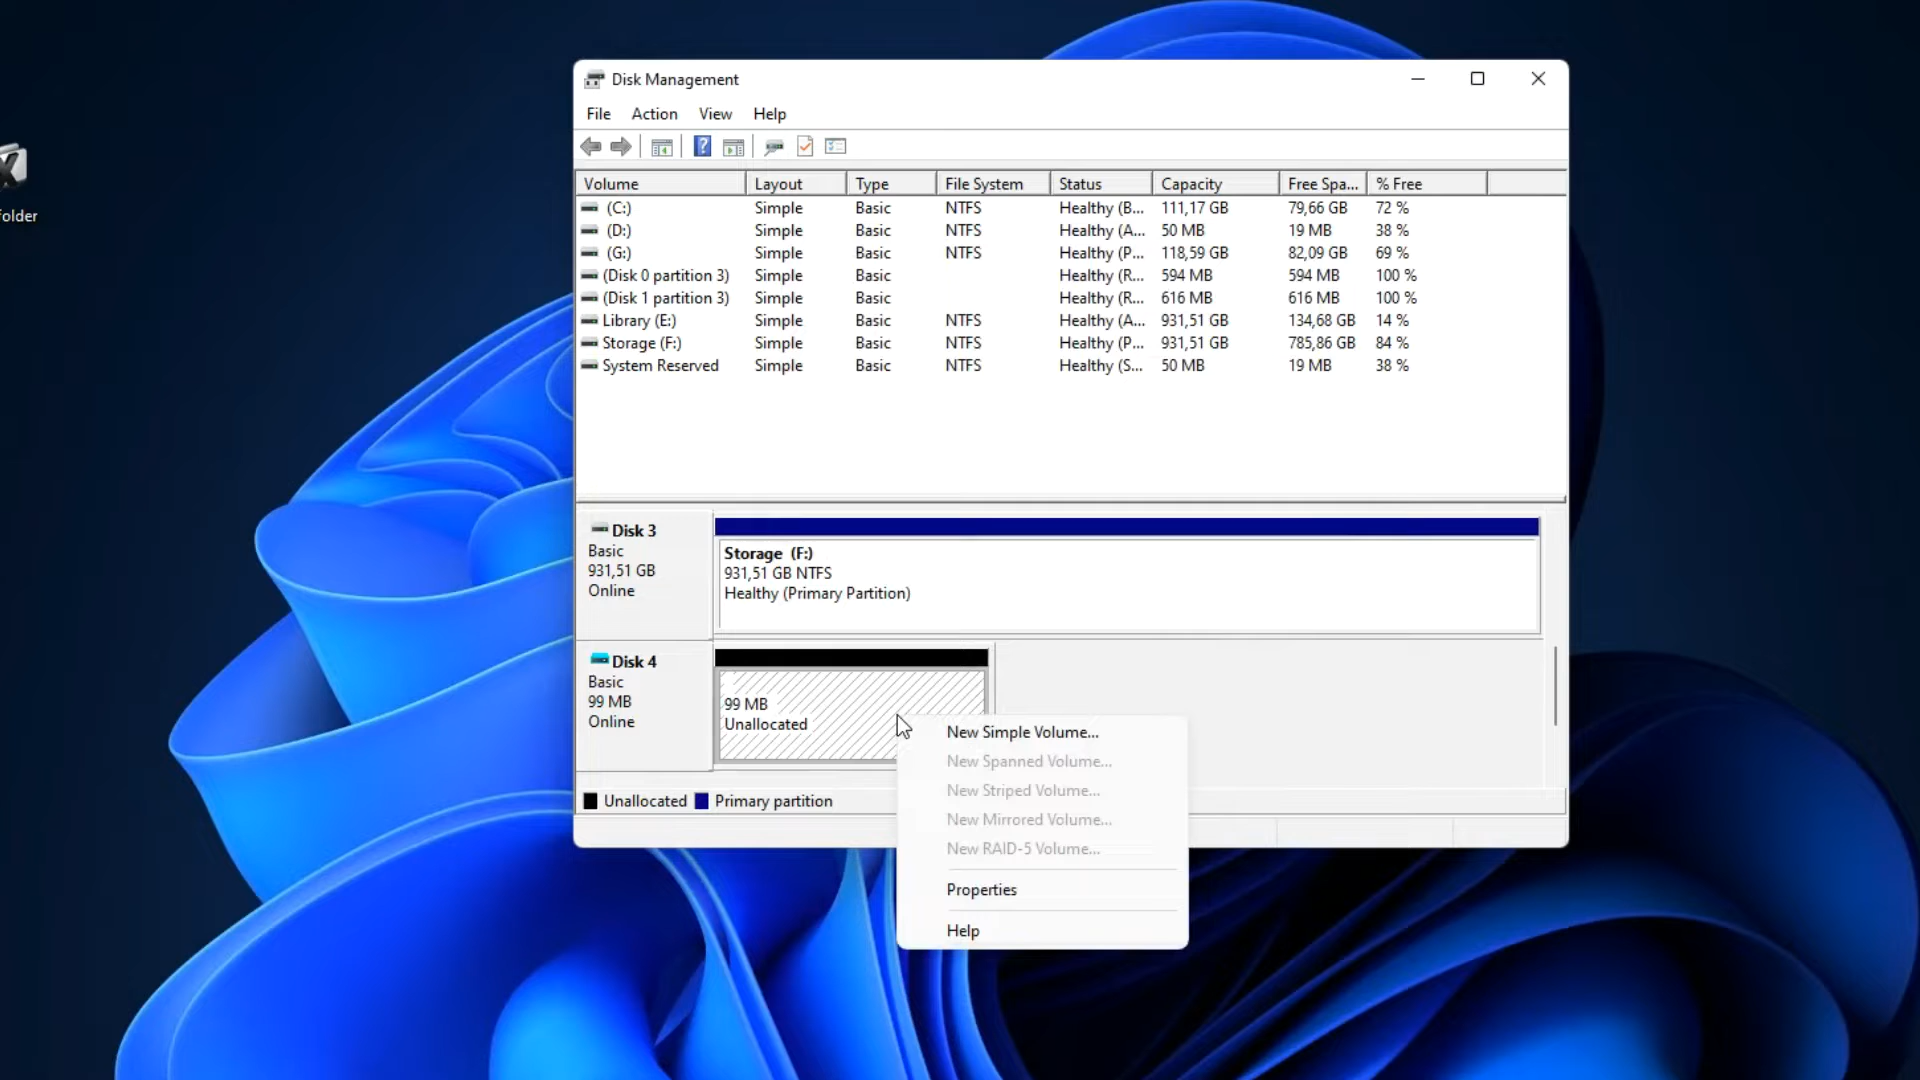 folder
Disk Management
File Action View Help
Volume Layout Type File System Status Capacity Free Spa... % Free
(C:) Simple Basic NTFS Healthy (B... 111,17 GB 79,66 GB 72 %
(D:) Simple Basic NTFS Healthy (A... 50 MB 19 MB 38 %
(G:) Simple Basic NTFS Healthy (P... 118,59 GB 82,09 GB 69 %
(Disk 0 partition 3) Simple Basic Healthy (R... 594 MB 594 MB 100 %
(Disk 1 partition 3) Simple Basic Healthy (R... 616 MB 616 MB 100 %
Library (E:) Simple Basic NTFS Healthy (A... 931,51 GB 134,68 GB 14 %
Storage (F:) Simple Basic NTFS Healthy (P... 931,51 GB 785,86 GB 84 %
System Reserved Simple Basic NTFS Healthy (S... 50 MB 19 MB 38 %
Disk 3
Basic
931,51 GB
Online
Storage (F:)
931,51 GB NTFS
Healthy (Primary Partition)
Disk 4
Basic
99 MB
Online
99 MB
Unallocated
New Simple Volume...
New Spanned Volume...
New Striped Volume...
New Mirrored Volume...
New RAID-5 Volume...
Properties
Help
Unallocated Primary partition